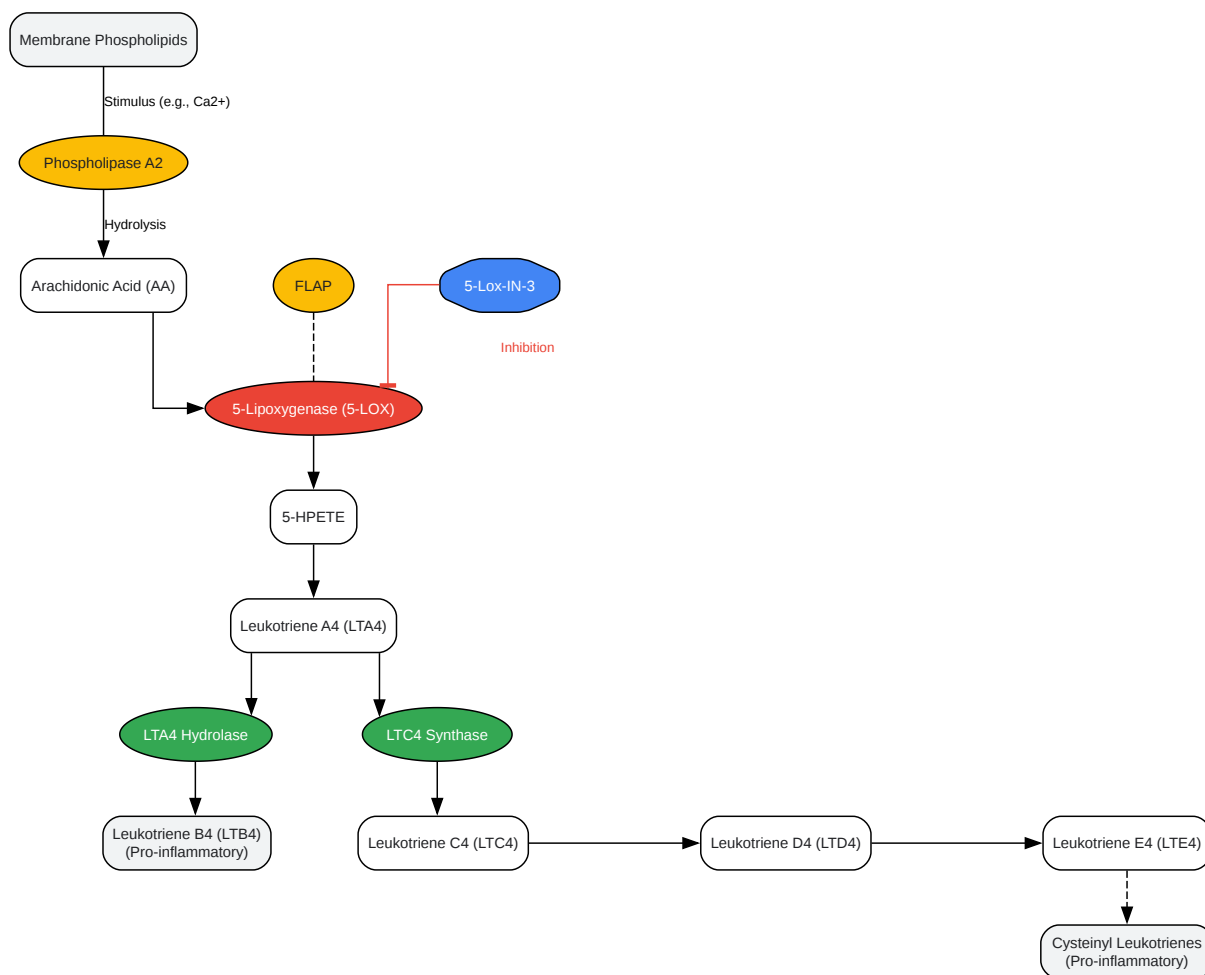 Membrane Phospholipids
Stimulus (e.g., Ca2+)
Phospholipase A2
Hydrolysis
Arachidonic Acid (AA)
FLAP
5-Lox-IN-3
Inhibition
5-Lipoxygenase (5-LOX)
5-HPETE
Leukotriene A4 (LTA4)
LTA4 Hydrolase
LTC4 Synthase
Leukotriene B4 (LTB4)
(Pro-inflammatory)
Leukotriene C4 (LTC4)
Leukotriene D4 (LTD4)
Leukotriene E4 (LTE4)
Cysteinyl Leukotrienes
(Pro-inflammatory)